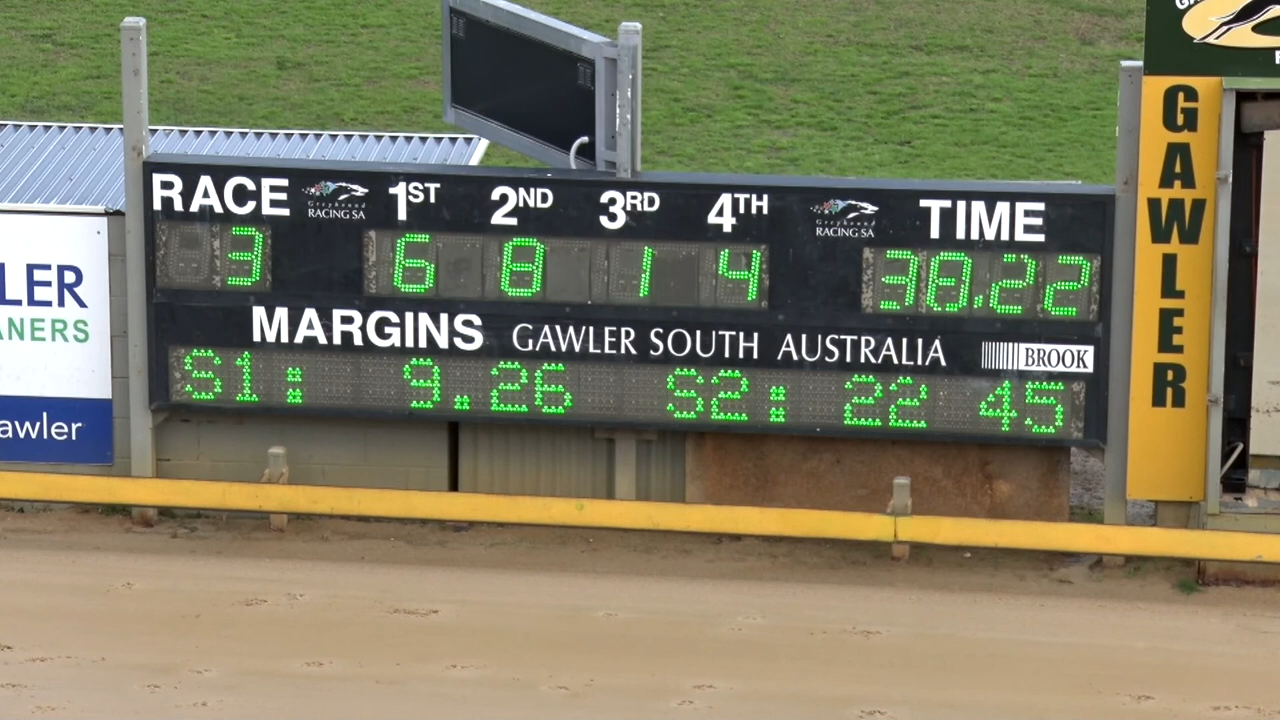 RACE Greyhound RACING SA 1ST 2ND 3RD 4TH Greyhound RACING SA TIME
3 6 8 1 4 38.22
MARGINS GAWLER SOUTH AUSTRALIA BROOK
S1: 9.26 S2: 22 45
LER
ANERS
awler
GAWLER